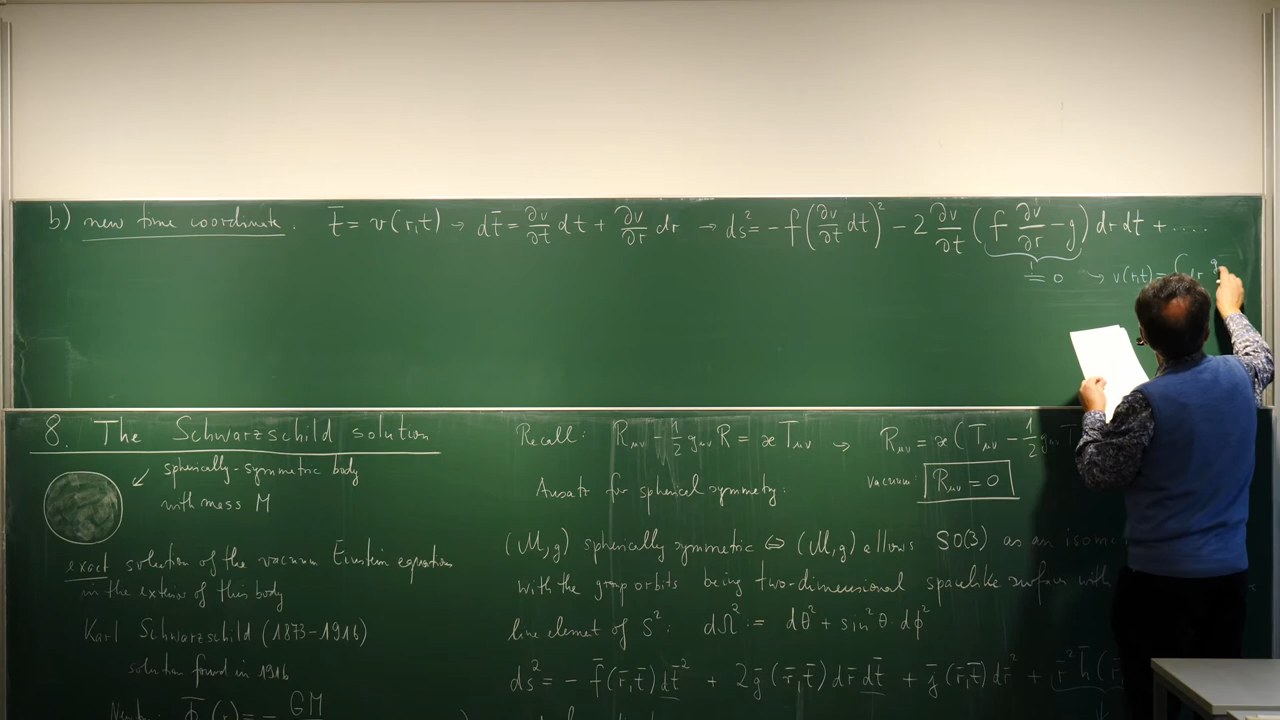 b) new time coordinate. t̄ = v(r,t) → dt̄ = ∂v/∂t dt + ∂v/∂r dr → ds² = −f(∂v/∂t dt)² − 2 ∂v/∂t (f ∂v/∂r − g) dr dt + ....
! = 0 → v(r,t) = ∫ dr g
8. The Schwarzschild solution
spherically-symmetric body
with mass M
exact solution of the vacuum Einstein equations
in the exterior of this body
Karl Schwarzschild (1873–1916)
solution found in 1916
Φ̄(r) = − GM
Recall: Rμν − 1/2 gμν R = ϰ Tμν → Rμν = ϰ(Tμν − 1/2 gμν T
Ansatz for spherical symmetry: vacuum: Rμν = 0
(M,g) spherically symmetric ⇔ (M,g) allows SO(3) as an isome
with the group orbits being two-dimensional spacelike surfaces with
line element of S²: dΩ² := dθ² + sin²θ · dϕ²
ds² = − f̄(r̄,t̄) dt̄² + 2ḡ(r̄,t̄) dr̄ dt̄ + j̄(r̄,t̄) dr̄² + r̄² h̄(r̄